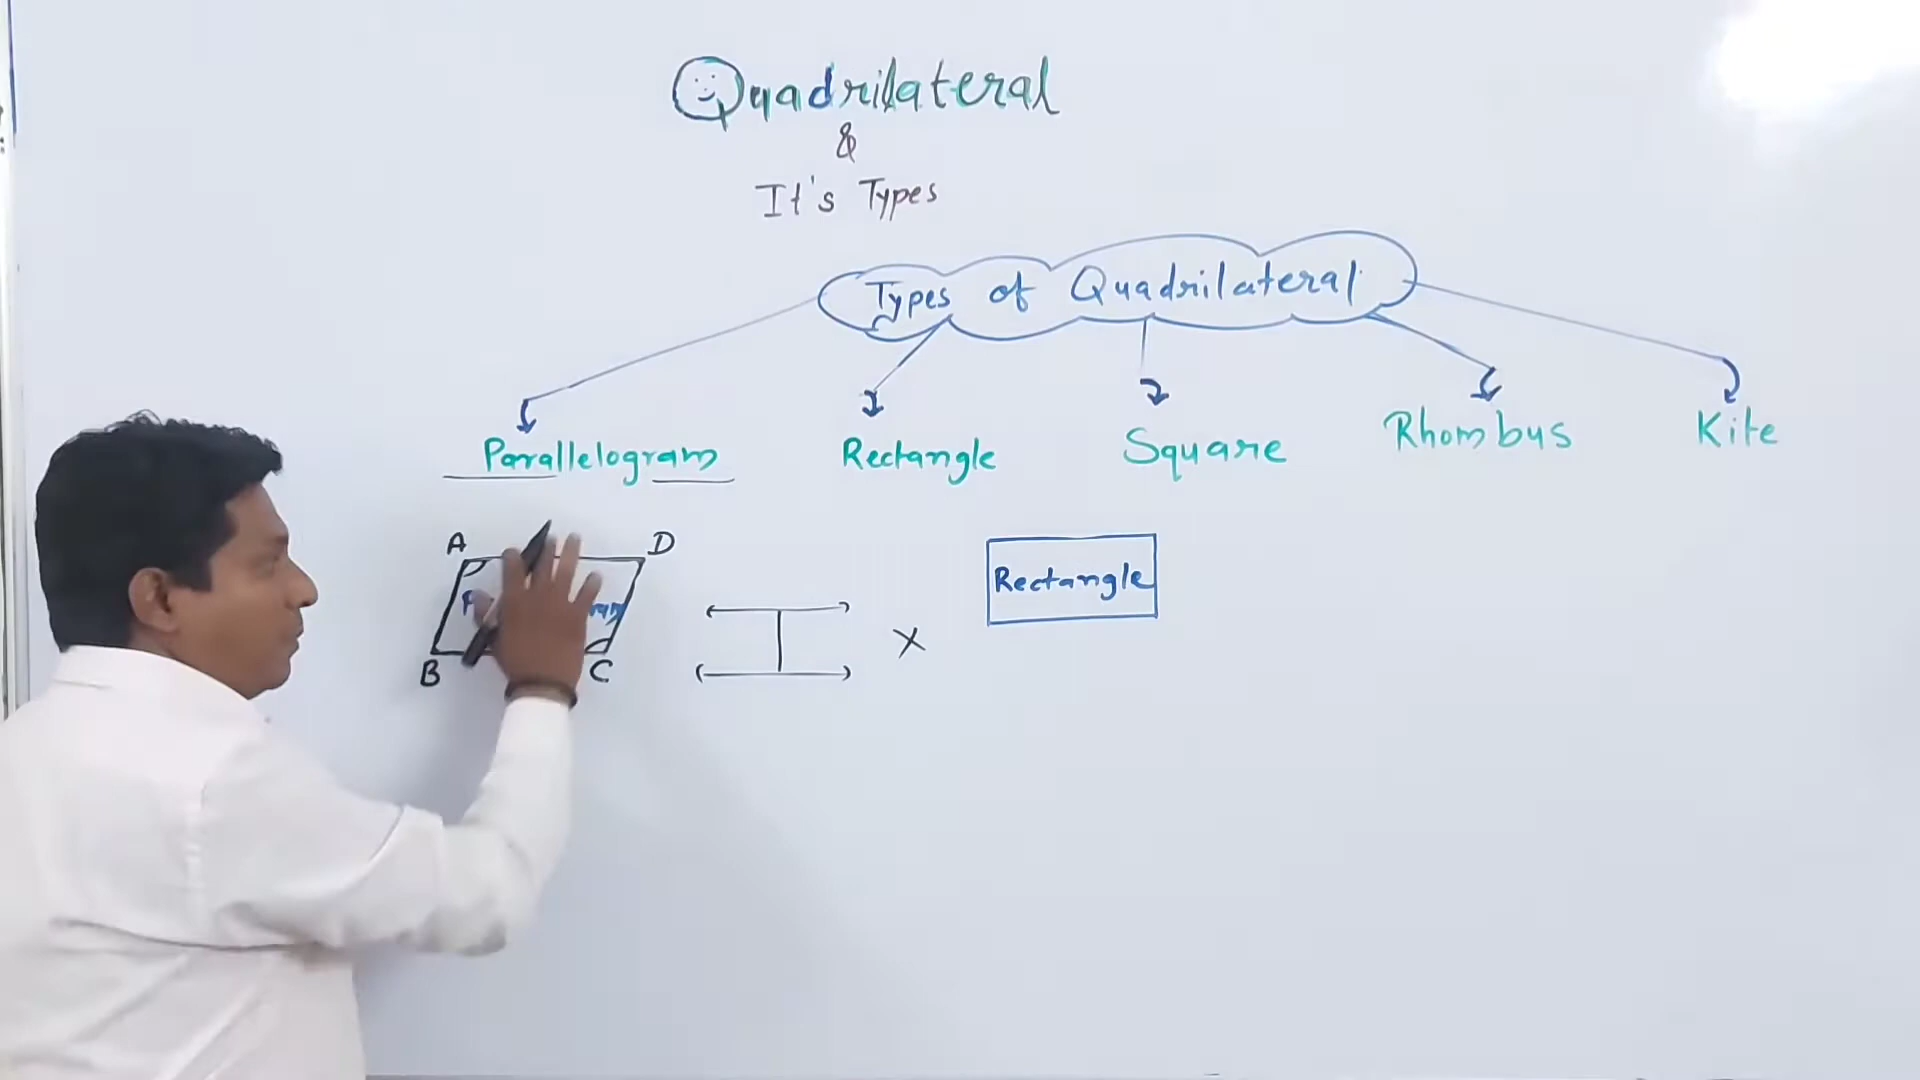 Quadrilateral
&
It's Types
Types of Quadrilateral
Parallelogram Rectangle Square Rhombus Kite
A D
Rectangle
B C
X